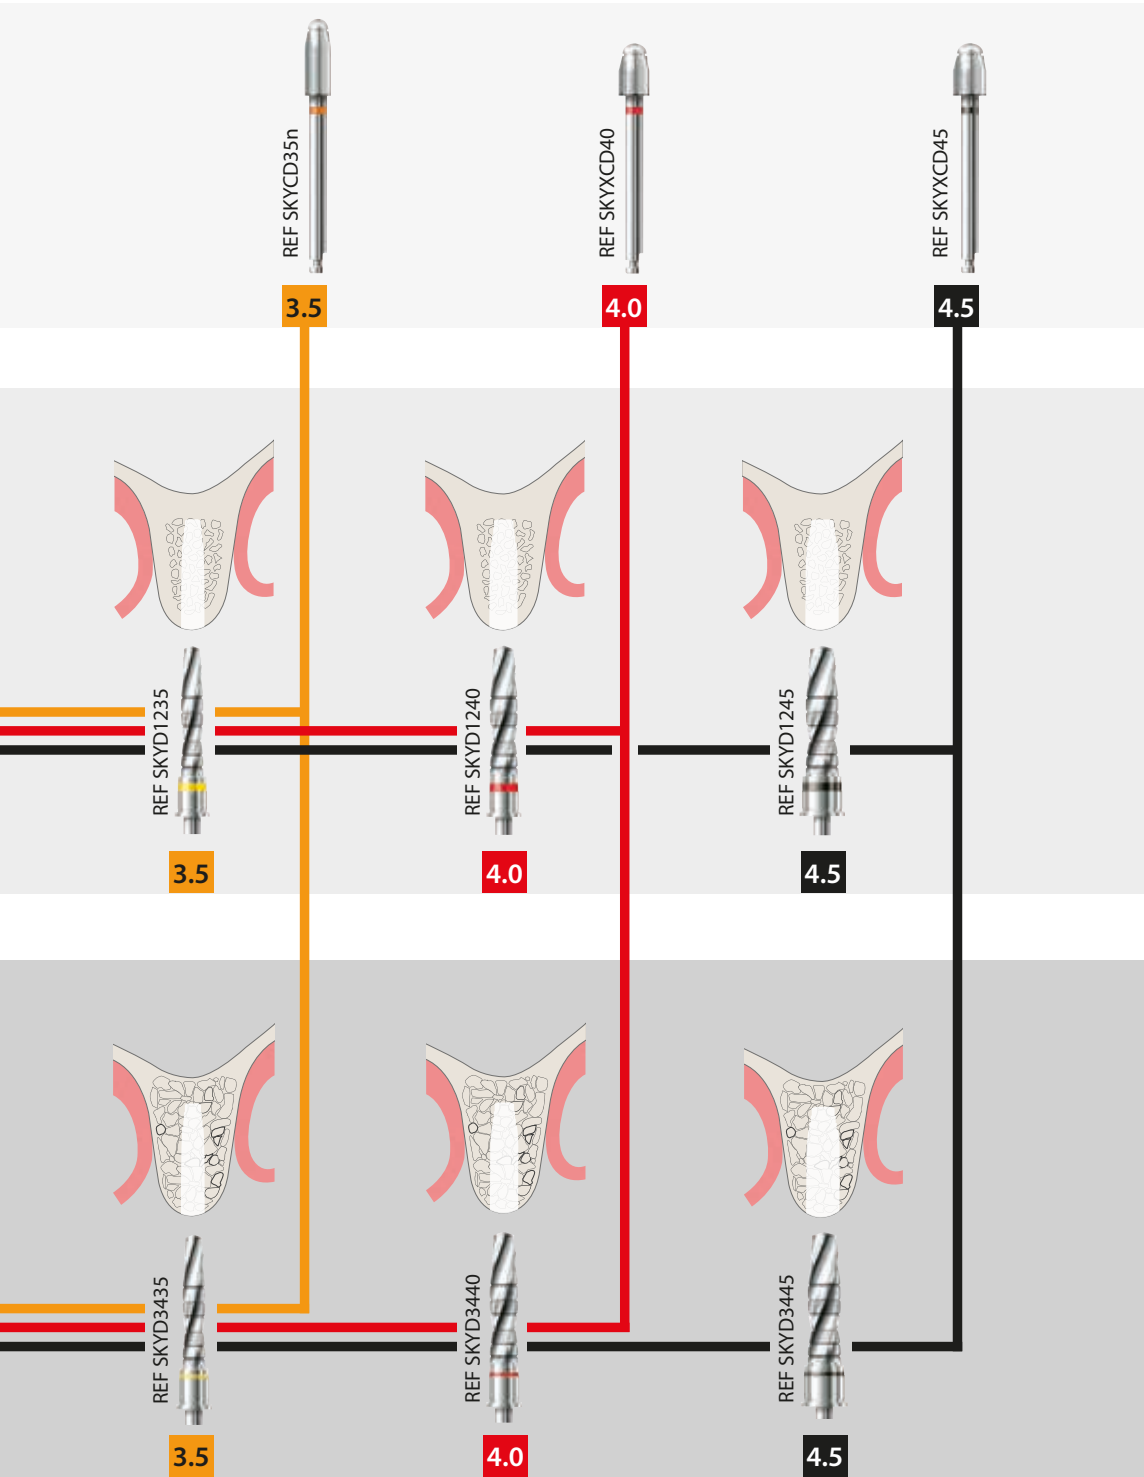 REF SKYCD35n
REF SKYXCD40
REF SKYXCD45
3.5
4.0
4.5
REF SKYD1235
REF SKYD1240
REF SKYD1245
3.5
4.0
4.5
REF SKYD3435
REF SKYD3440
REF SKYD3445
3.5
4.0
4.5